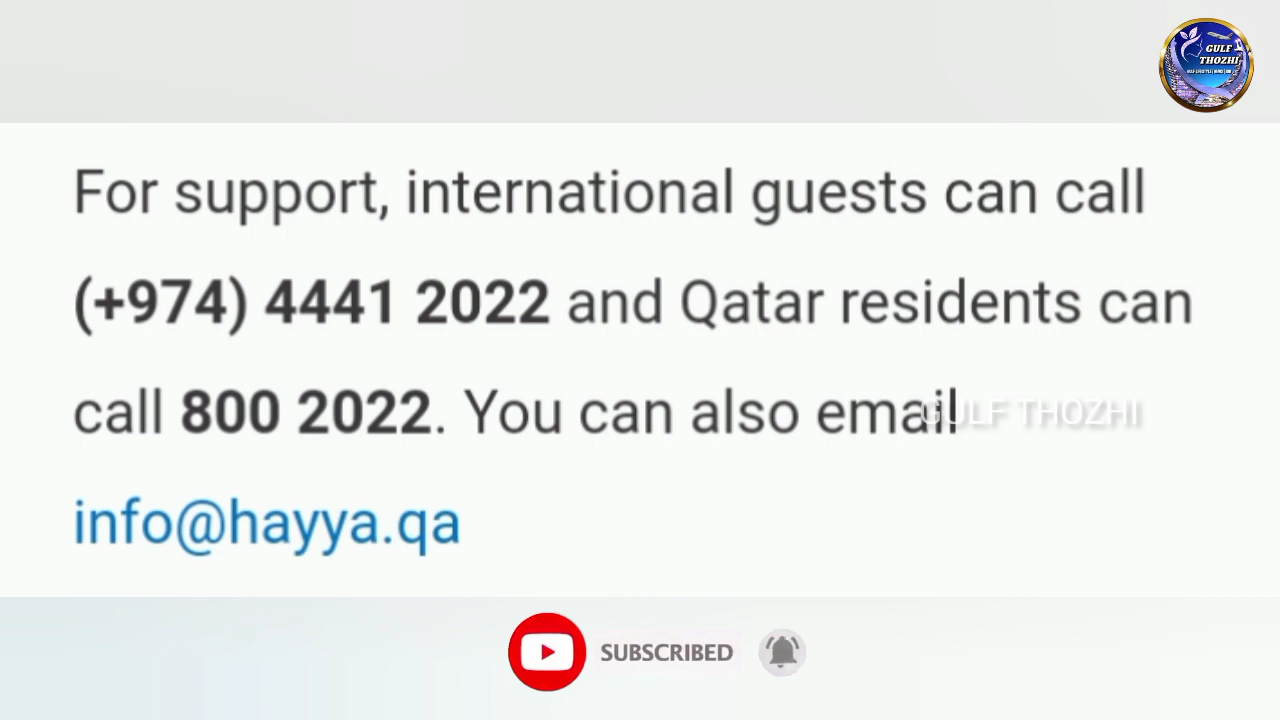 GULF
THOZHI
For support, international guests can call
(+974) 4441 2022 and Qatar residents can
call 800 2022. You can also email
GULF THOZHI
info@hayya.qa
SUBSCRIBED